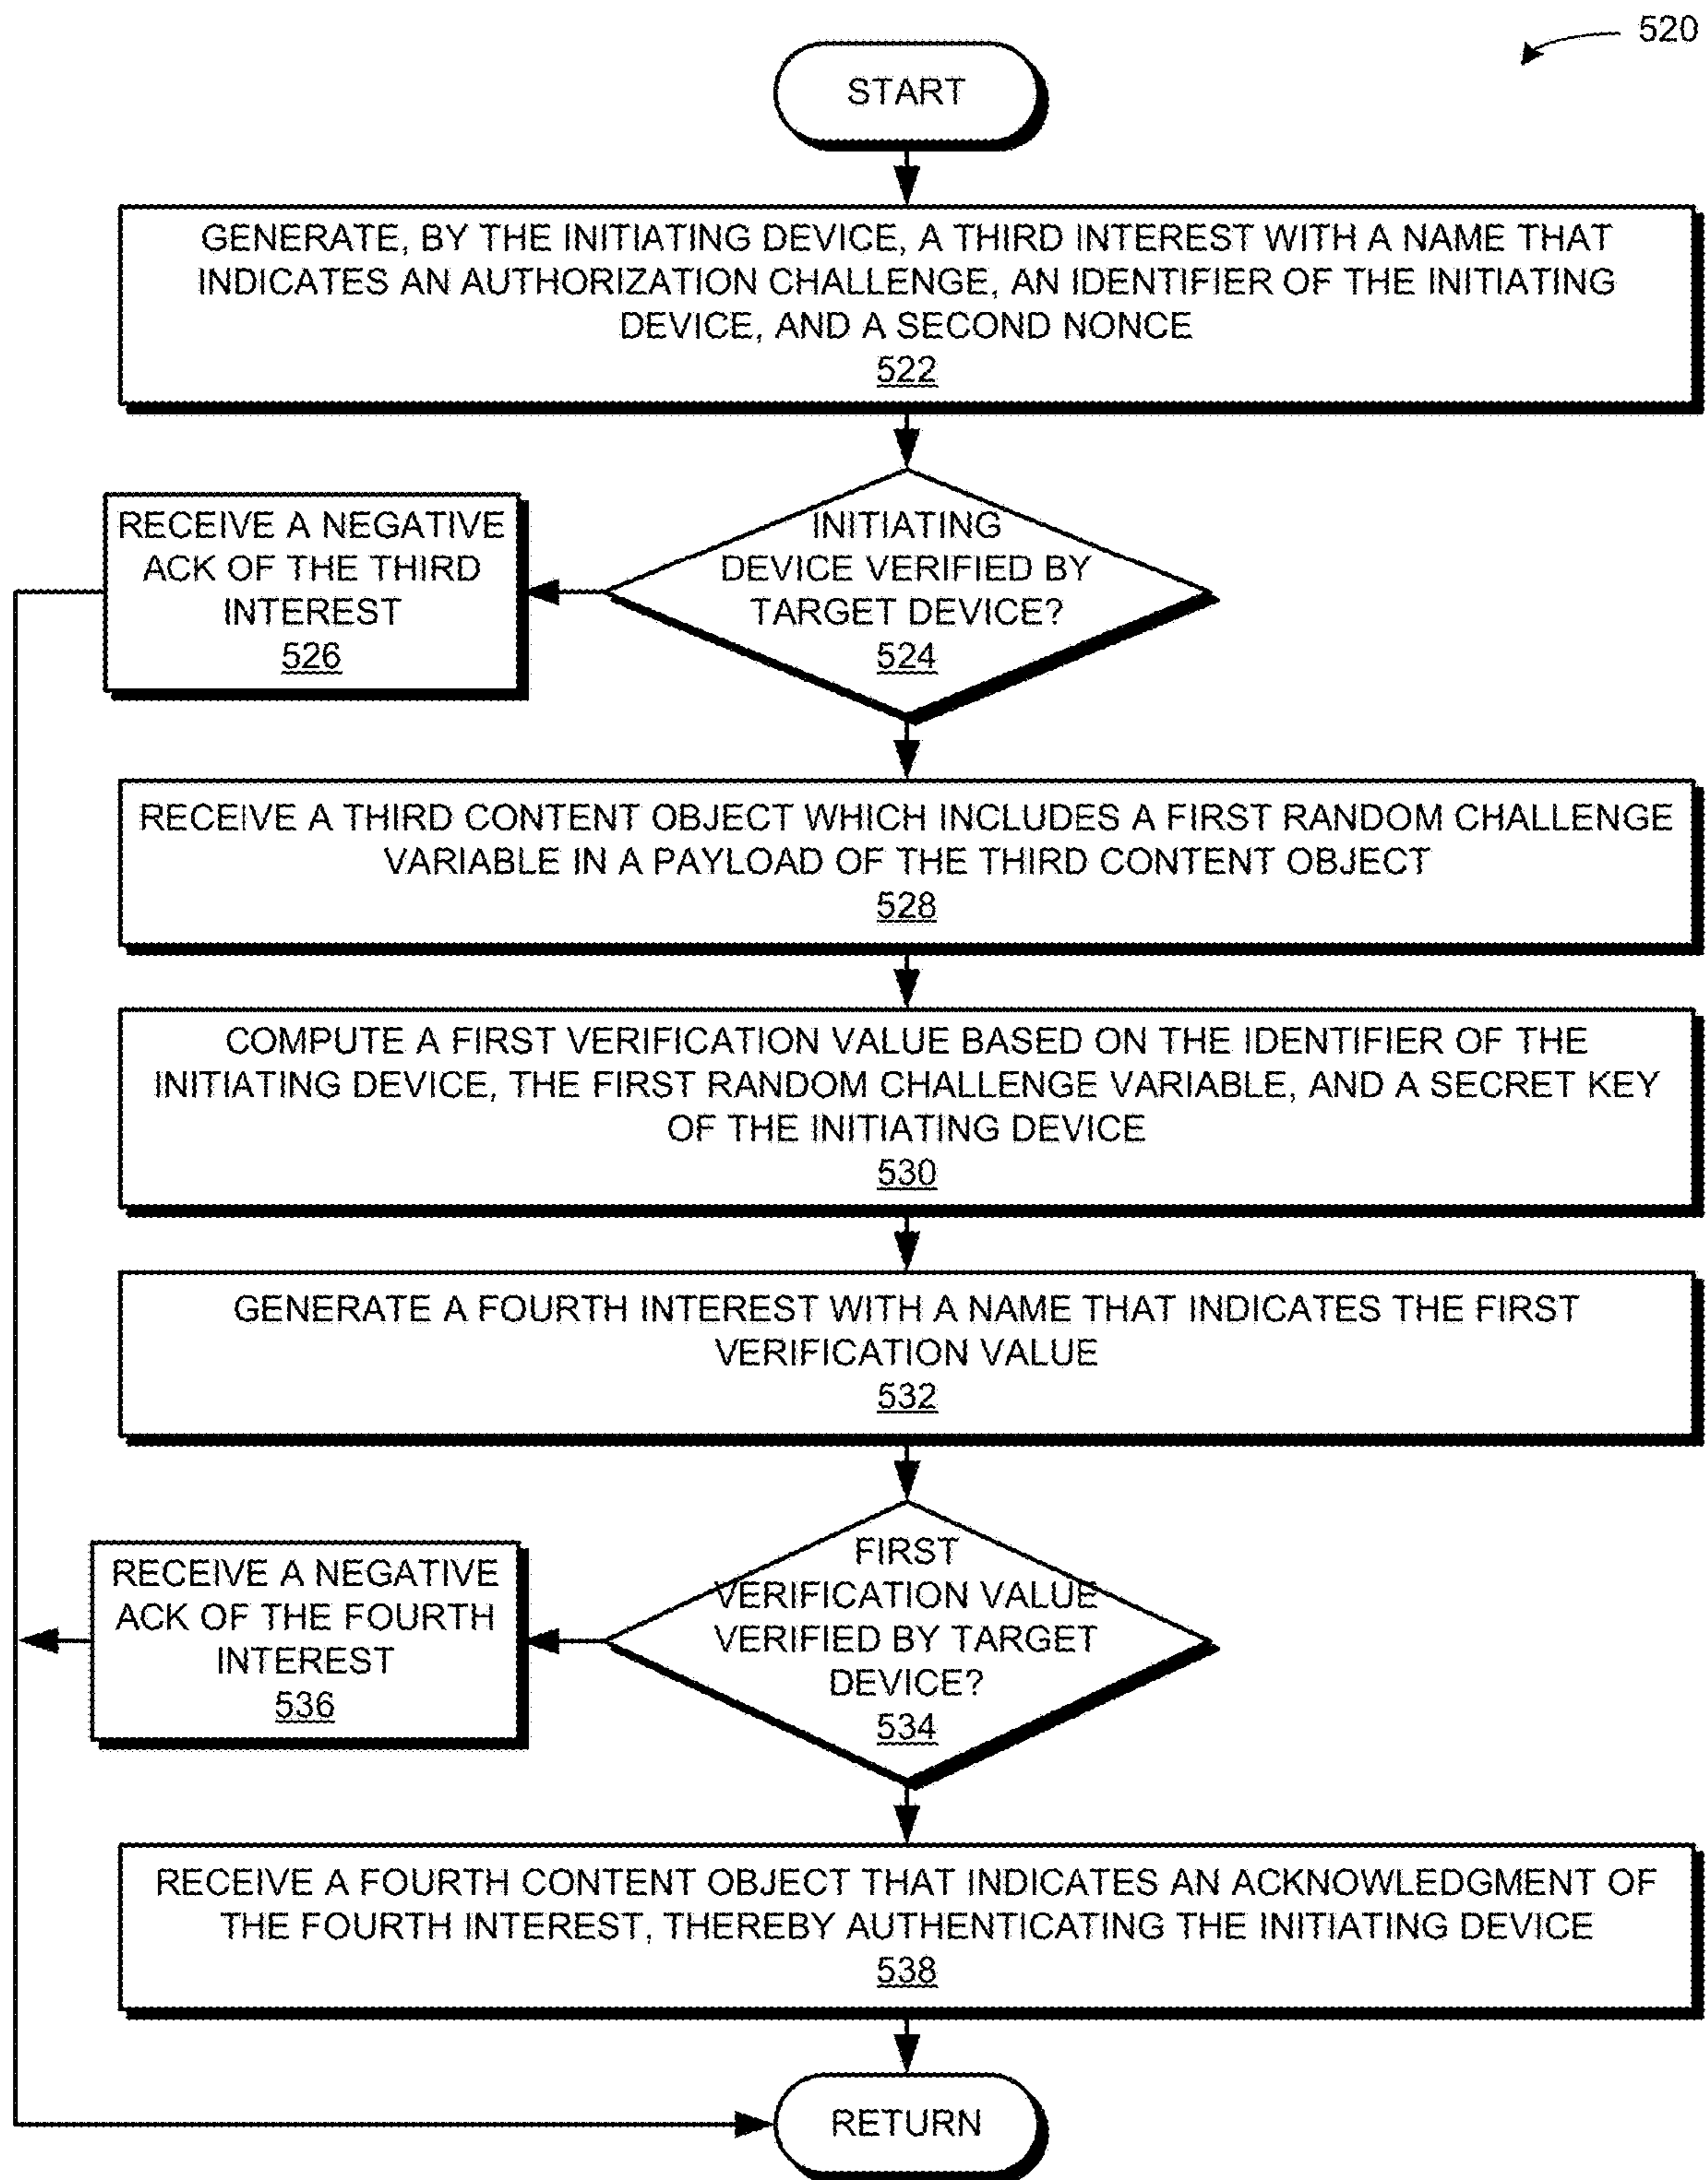 520
START
GENERATE, BY THE INITIATING DEVICE, A THIRD INTEREST WITH A NAME THAT
INDICATES AN AUTHORIZATION CHALLENGE, AN IDENTIFIER OF THE INITIATING
DEVICE, AND A SECOND NONCE
522
INITIATING
DEVICE VERIFIED BY
TARGET DEVICE?
524
RECEIVE A NEGATIVE
ACK OF THE THIRD
INTEREST
526
RECEIVE A THIRD CONTENT OBJECT WHICH INCLUDES A FIRST RANDOM CHALLENGE
VARIABLE IN A PAYLOAD OF THE THIRD CONTENT OBJECT
528
COMPUTE A FIRST VERIFICATION VALUE BASED ON THE IDENTIFIER OF THE
INITIATING DEVICE, THE FIRST RANDOM CHALLENGE VARIABLE, AND A SECRET KEY
OF THE INITIATING DEVICE
530
GENERATE A FOURTH INTEREST WITH A NAME THAT INDICATES THE FIRST
VERIFICATION VALUE
532
FIRST
VERIFICATION VALUE
VERIFIED BY TARGET
DEVICE?
534
RECEIVE A NEGATIVE
ACK OF THE FOURTH
INTEREST
536
RECEIVE A FOURTH CONTENT OBJECT THAT INDICATES AN ACKNOWLEDGMENT OF
THE FOURTH INTEREST, THEREBY AUTHENTICATING THE INITIATING DEVICE
538
RETURN